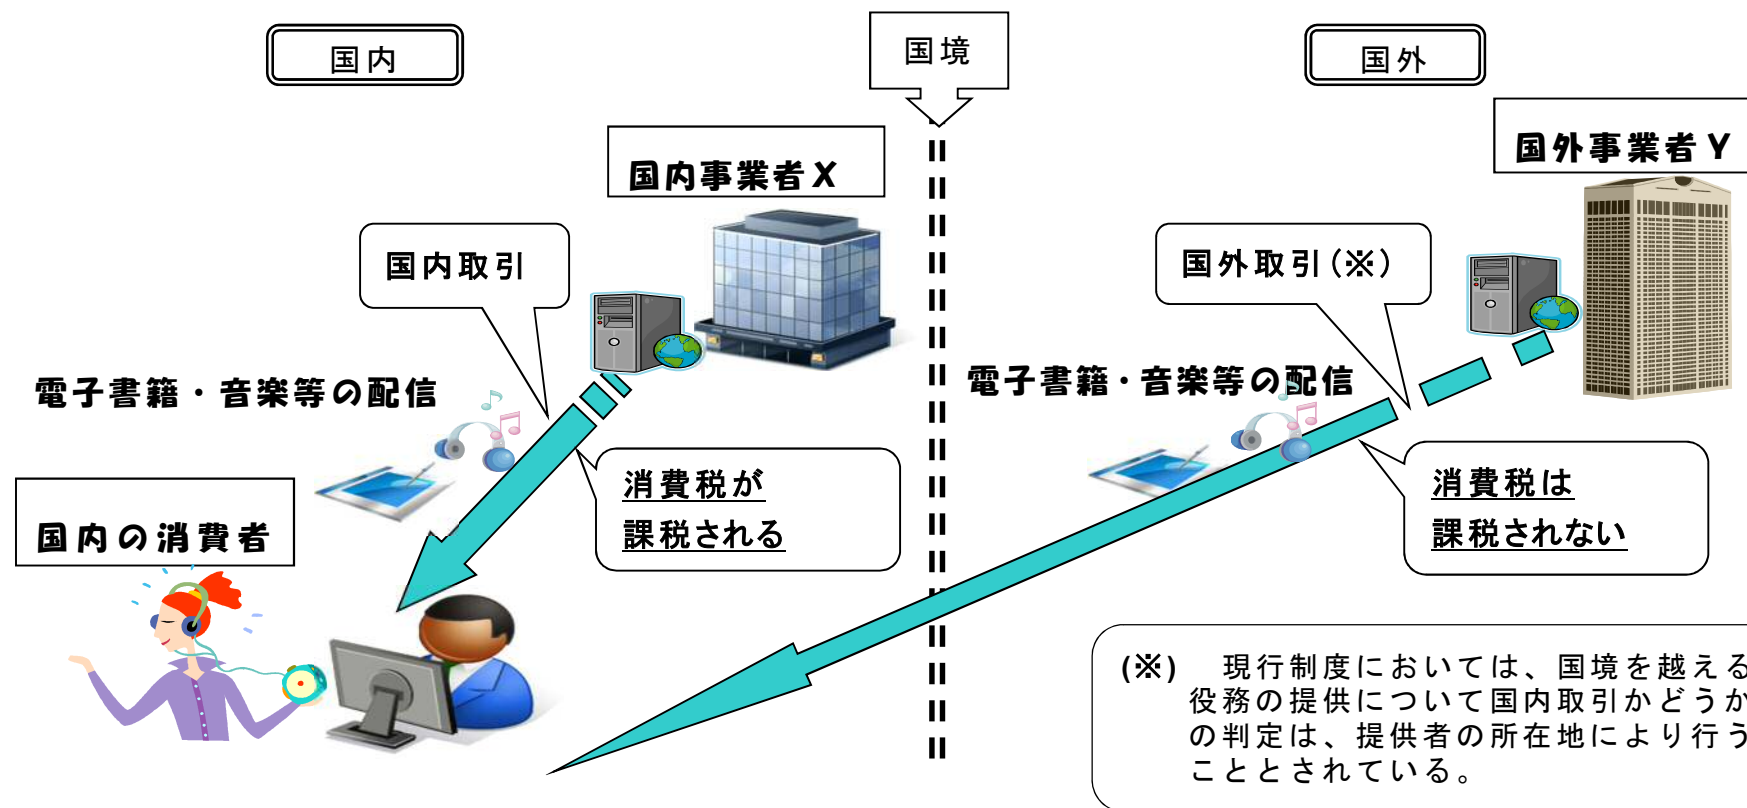 国内
国境
国外
国内事業者X
国外事業者Y
国内取引
国外取引(※)
電子書籍・音楽等の配信
電子書籍・音楽等の配信
消費税が
課税される
消費税は
課税されない
国内の消費者
(※) 現行制度においては、国境を越える
役務の提供について国内取引かどうか
の判定は、提供者の所在地により行う
こととされている。